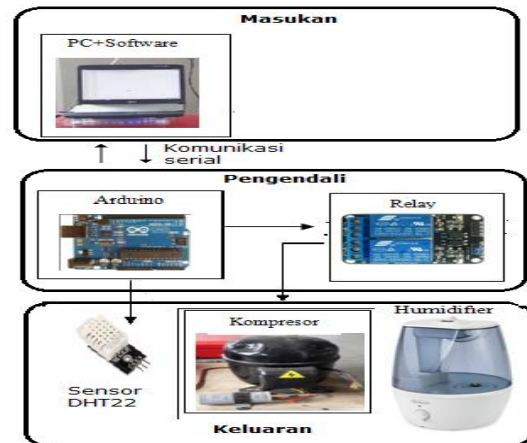 Masukan
PC+Software
Komunikasi
serial
Pengendali
Arduino
Relay
Humidifier
Kompresor
Sensor
DHT22
Keluaran